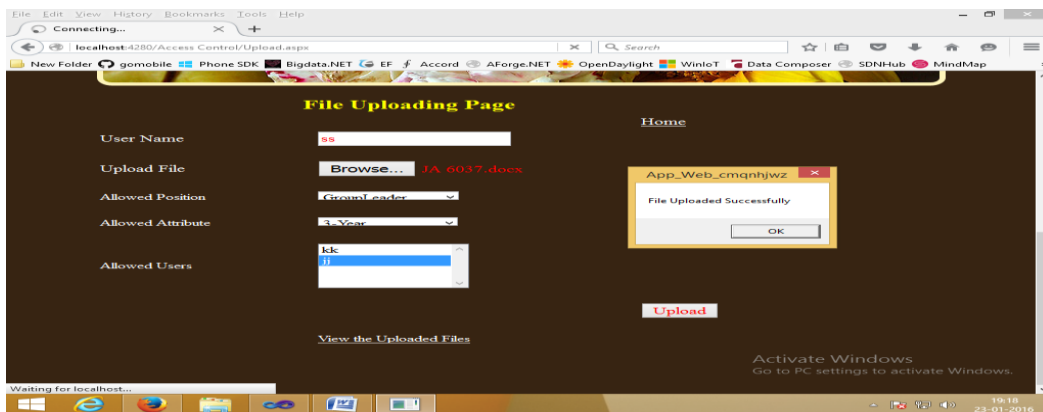 File Edit View History Bookmarks Tools Help
Connecting...
localhost:4280/Access Control/Upload.aspx
Search
New Folder gomobile Phone SDK Bigdata.NET EF Accord AForge.NET OpenDaylight WinIoT Data Composer SDNHub MindMap
File Uploading Page
Home
User Name
ss
Upload File
Browse... JA 6037.docx
Allowed Position
GroupLeader
Allowed Attribute
3-Year
Allowed Users
kk
jj
App_Web_cmqnhjwz
File Uploaded Successfully
OK
Upload
View the Uploaded Files
Activate Windows
Go to PC settings to activate Windows.
Waiting for localhost...
19:18
23-01-2016